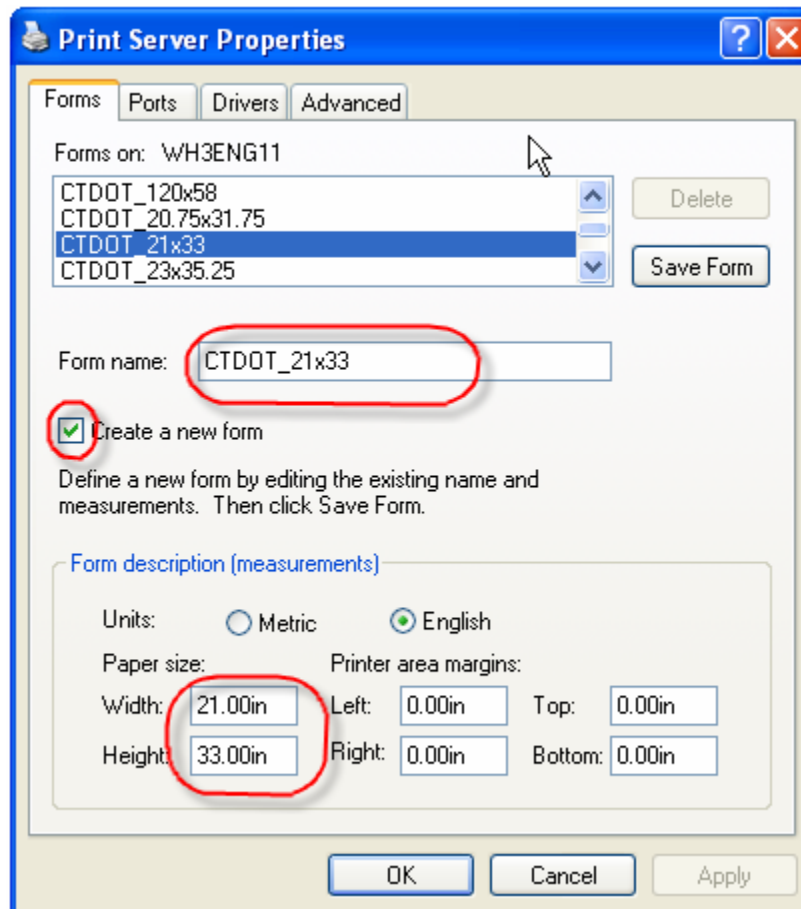 Print Server Properties
Forms Ports Drivers Advanced
Forms on: WH3ENG11
CTDOT_120x58
CTDOT_20.75x31.75
CTDOT_21x33
CTDOT_23x35.25
Delete
Save Form
Form name: CTDOT_21x33
Create a new form
Define a new form by editing the existing name and
measurements. Then click Save Form.
Form description (measurements)
Units: Metric English
Paper size: Printer area margins:
Width: 21.00in Left: 0.00in Top: 0.00in
Height: 33.00in Right: 0.00in Bottom: 0.00in
OK Cancel Apply